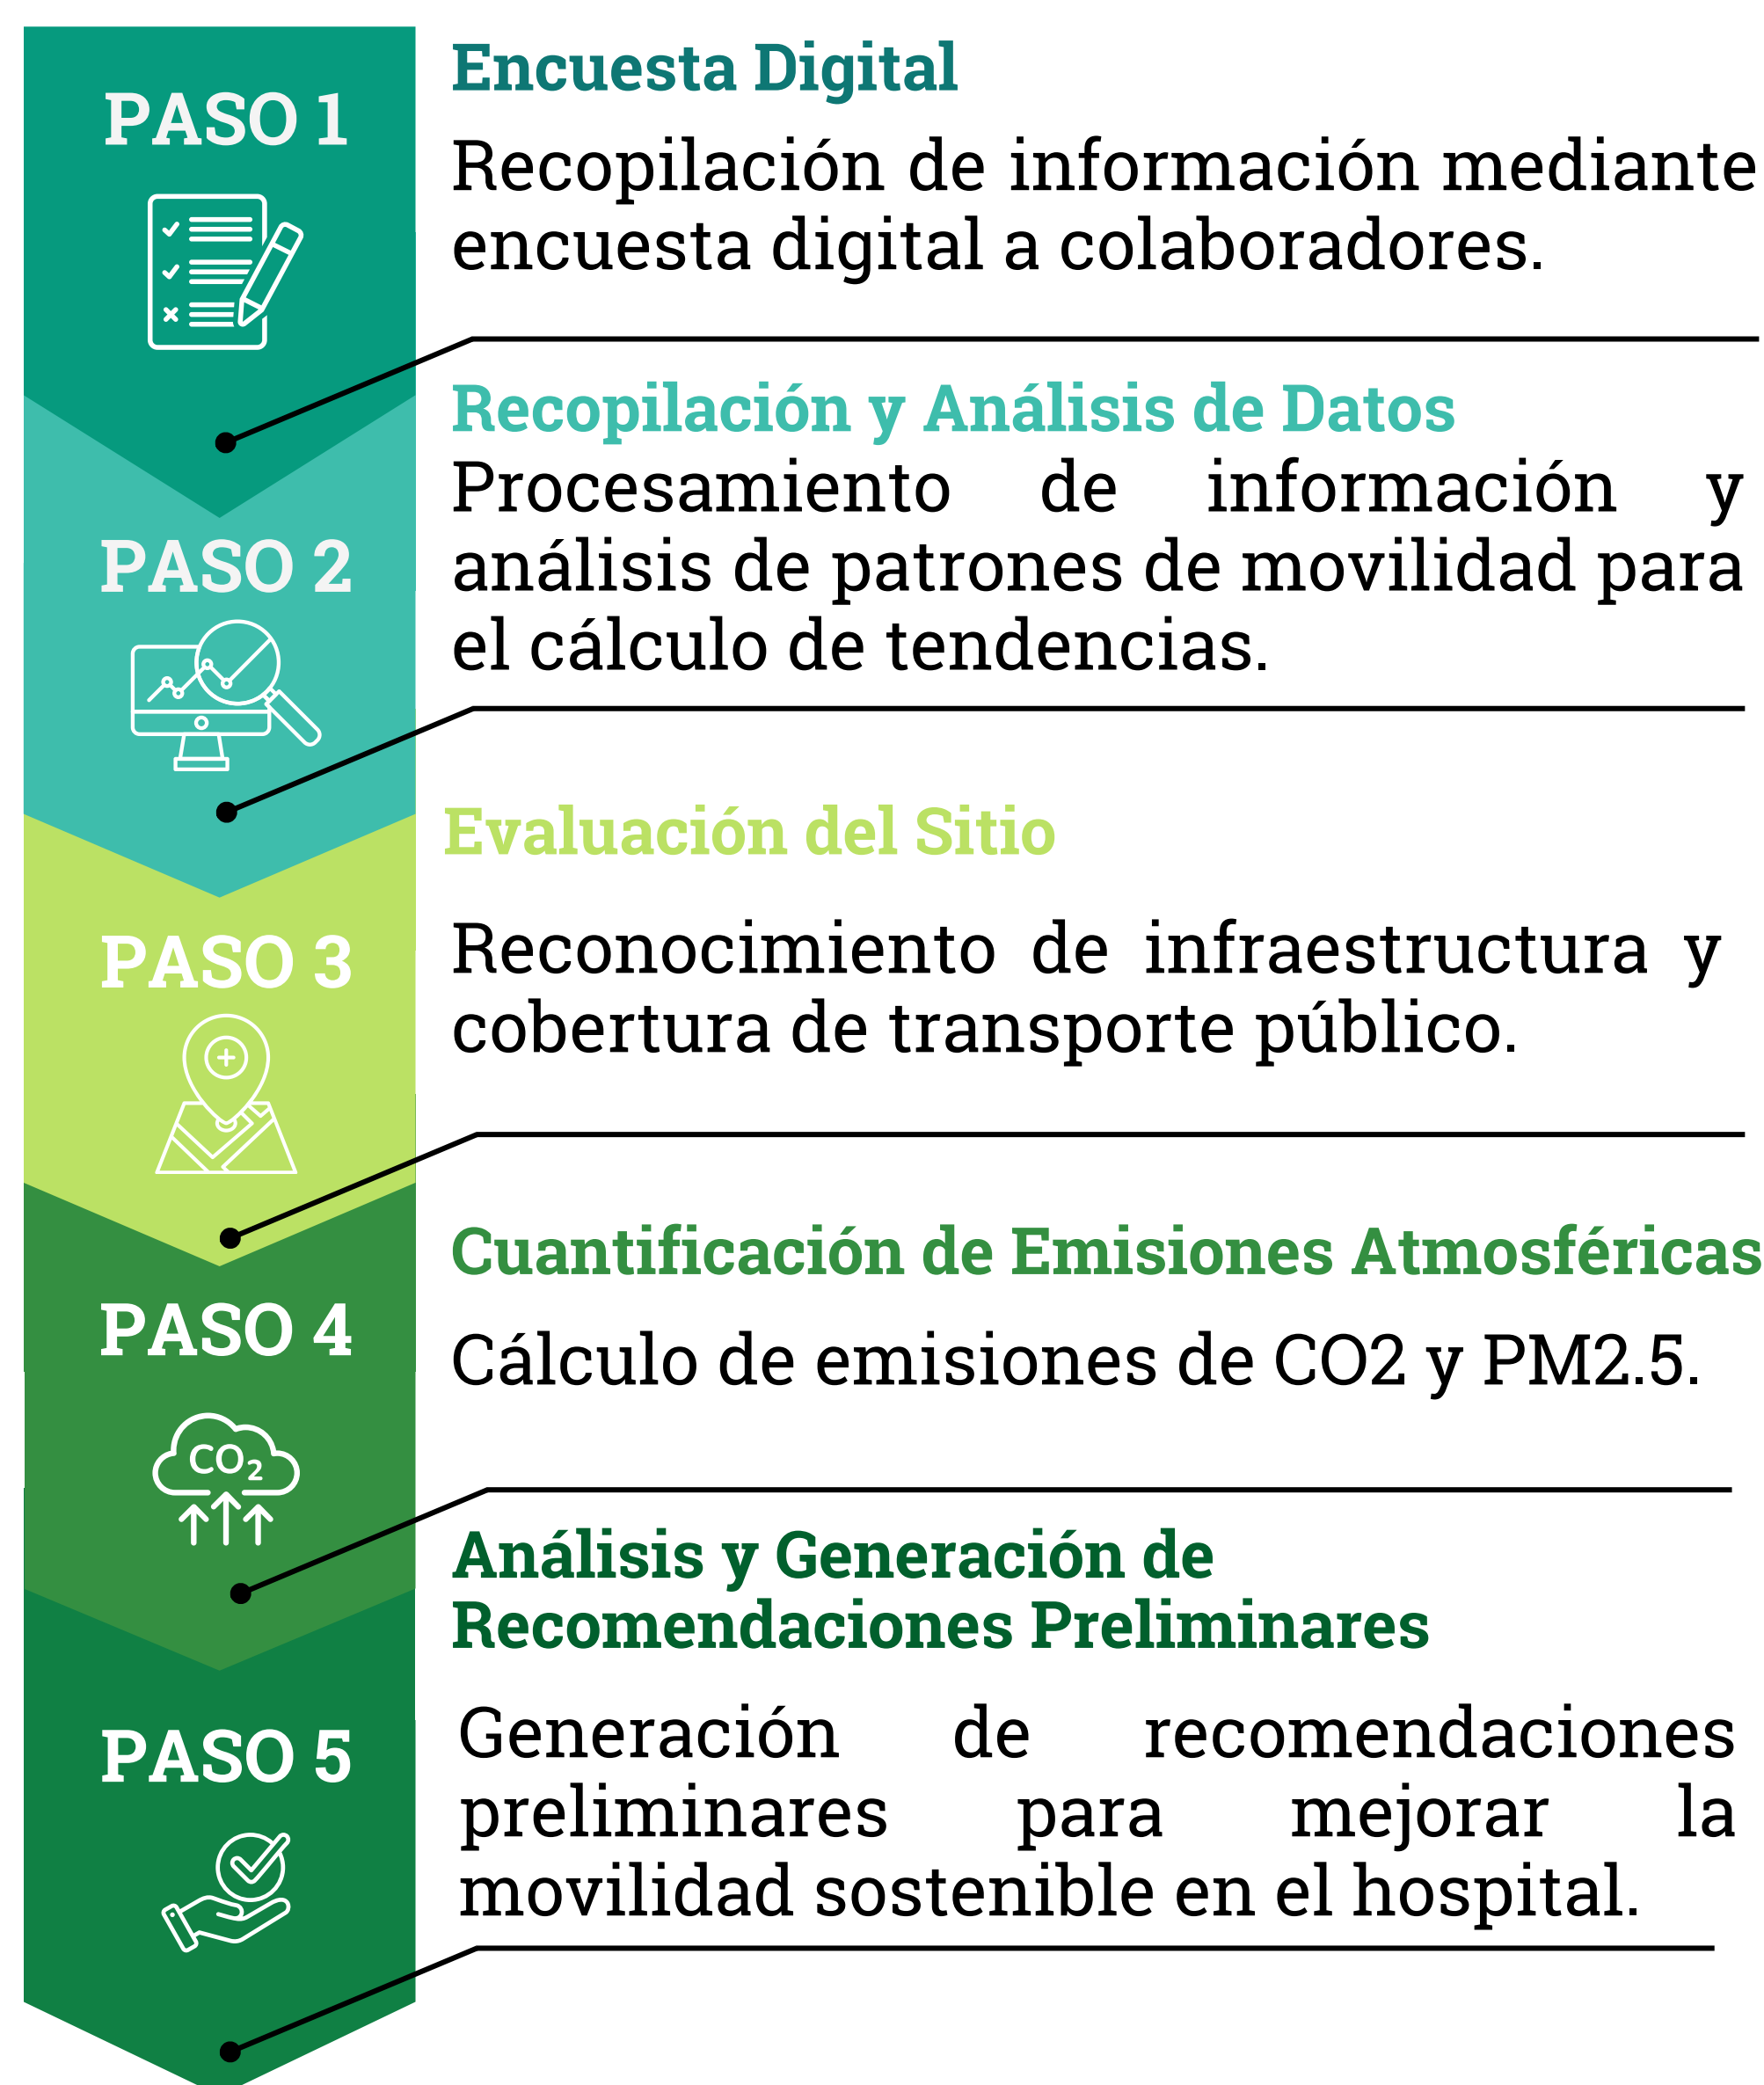 PASO 1
Encuesta Digital
Recopilación de información mediante
encuesta digital a colaboradores.
PASO 2
Recopilación y Análisis de Datos
Procesamiento de información y
análisis de patrones de movilidad para
el cálculo de tendencias.
PASO 3
Evaluación del Sitio
Reconocimiento de infraestructura y
cobertura de transporte público.
PASO 4
Cuantificación de Emisiones Atmosféricas
Cálculo de emisiones de CO2 y PM2.5.
CO2
PASO 5
Análisis y Generación de
Recomendaciones Preliminares
Generación de recomendaciones
preliminares para mejorar la
movilidad sostenible en el hospital.